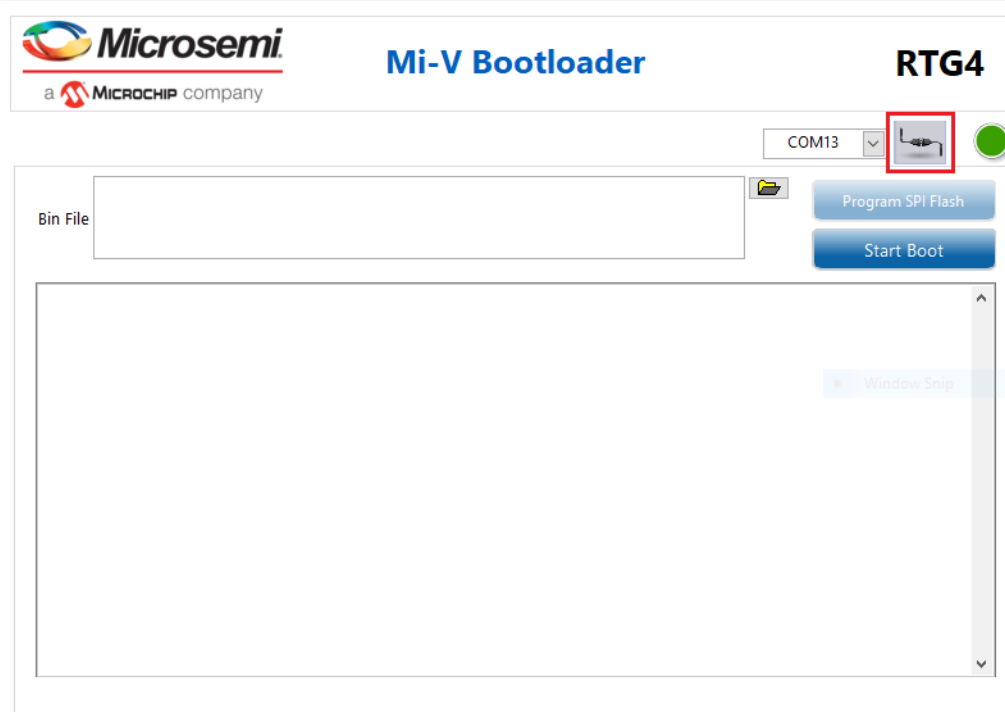 Microsemi.
a MICROCHIP company
Mi-V Bootloader
RTG4
COM13
Bin File
Program SPI Flash
Start Boot
Window Snip